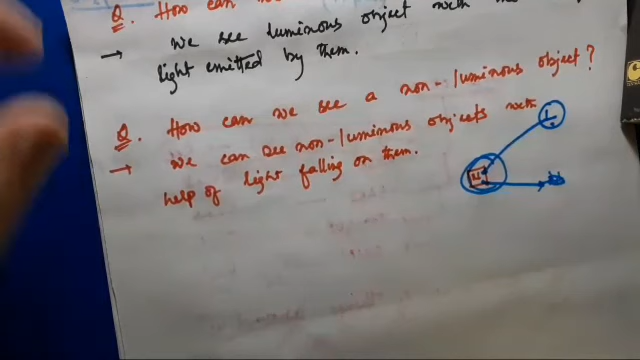 Q. How can
→ we see luminous object with
light emitted by them.
Q. How can we see a non-luminous object?
→ we can see non-luminous objects with
help of light falling on them.